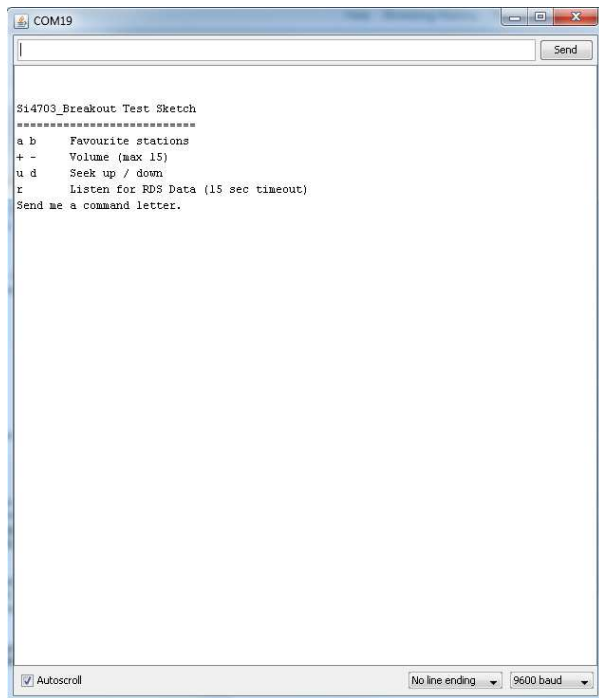 COM19
Send
Si4703_Breakout Test Sketch
===========================
a b     Favourite stations
+ -     Volume (max 15)
u d     Seek up / down
r       Listen for RDS Data (15 sec timeout)
Send me a command letter.
Autoscroll
No line ending
9600 baud